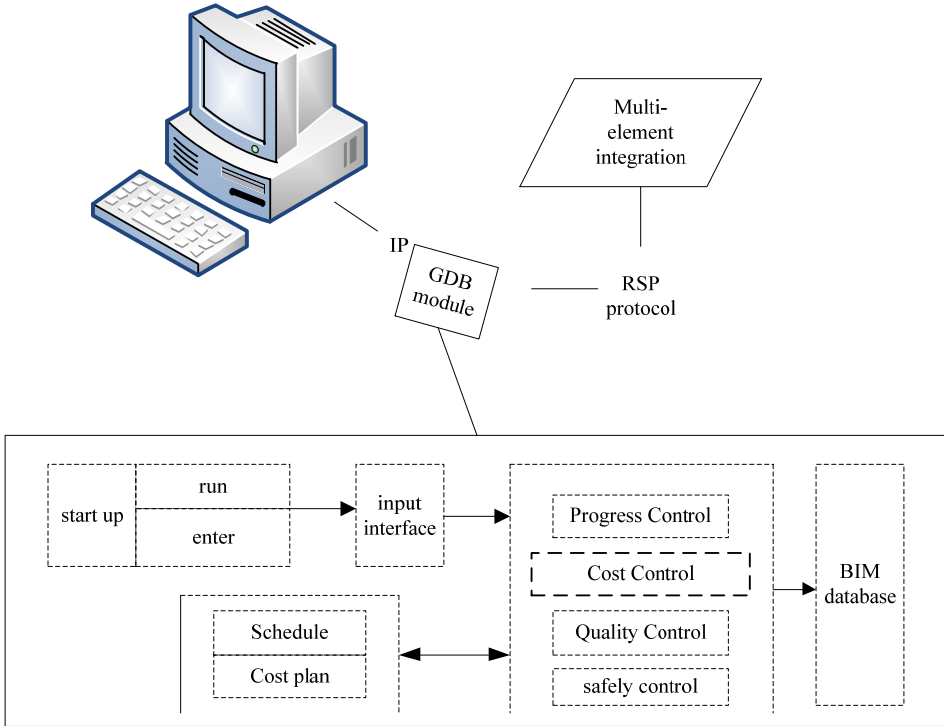 Multi-
element
integration
IP
GDB
module
RSP
protocol
run
start up
enter
input
interface
Progress Control
Cost Control
Quality Control
safely control
BIM
database
Schedule
Cost plan